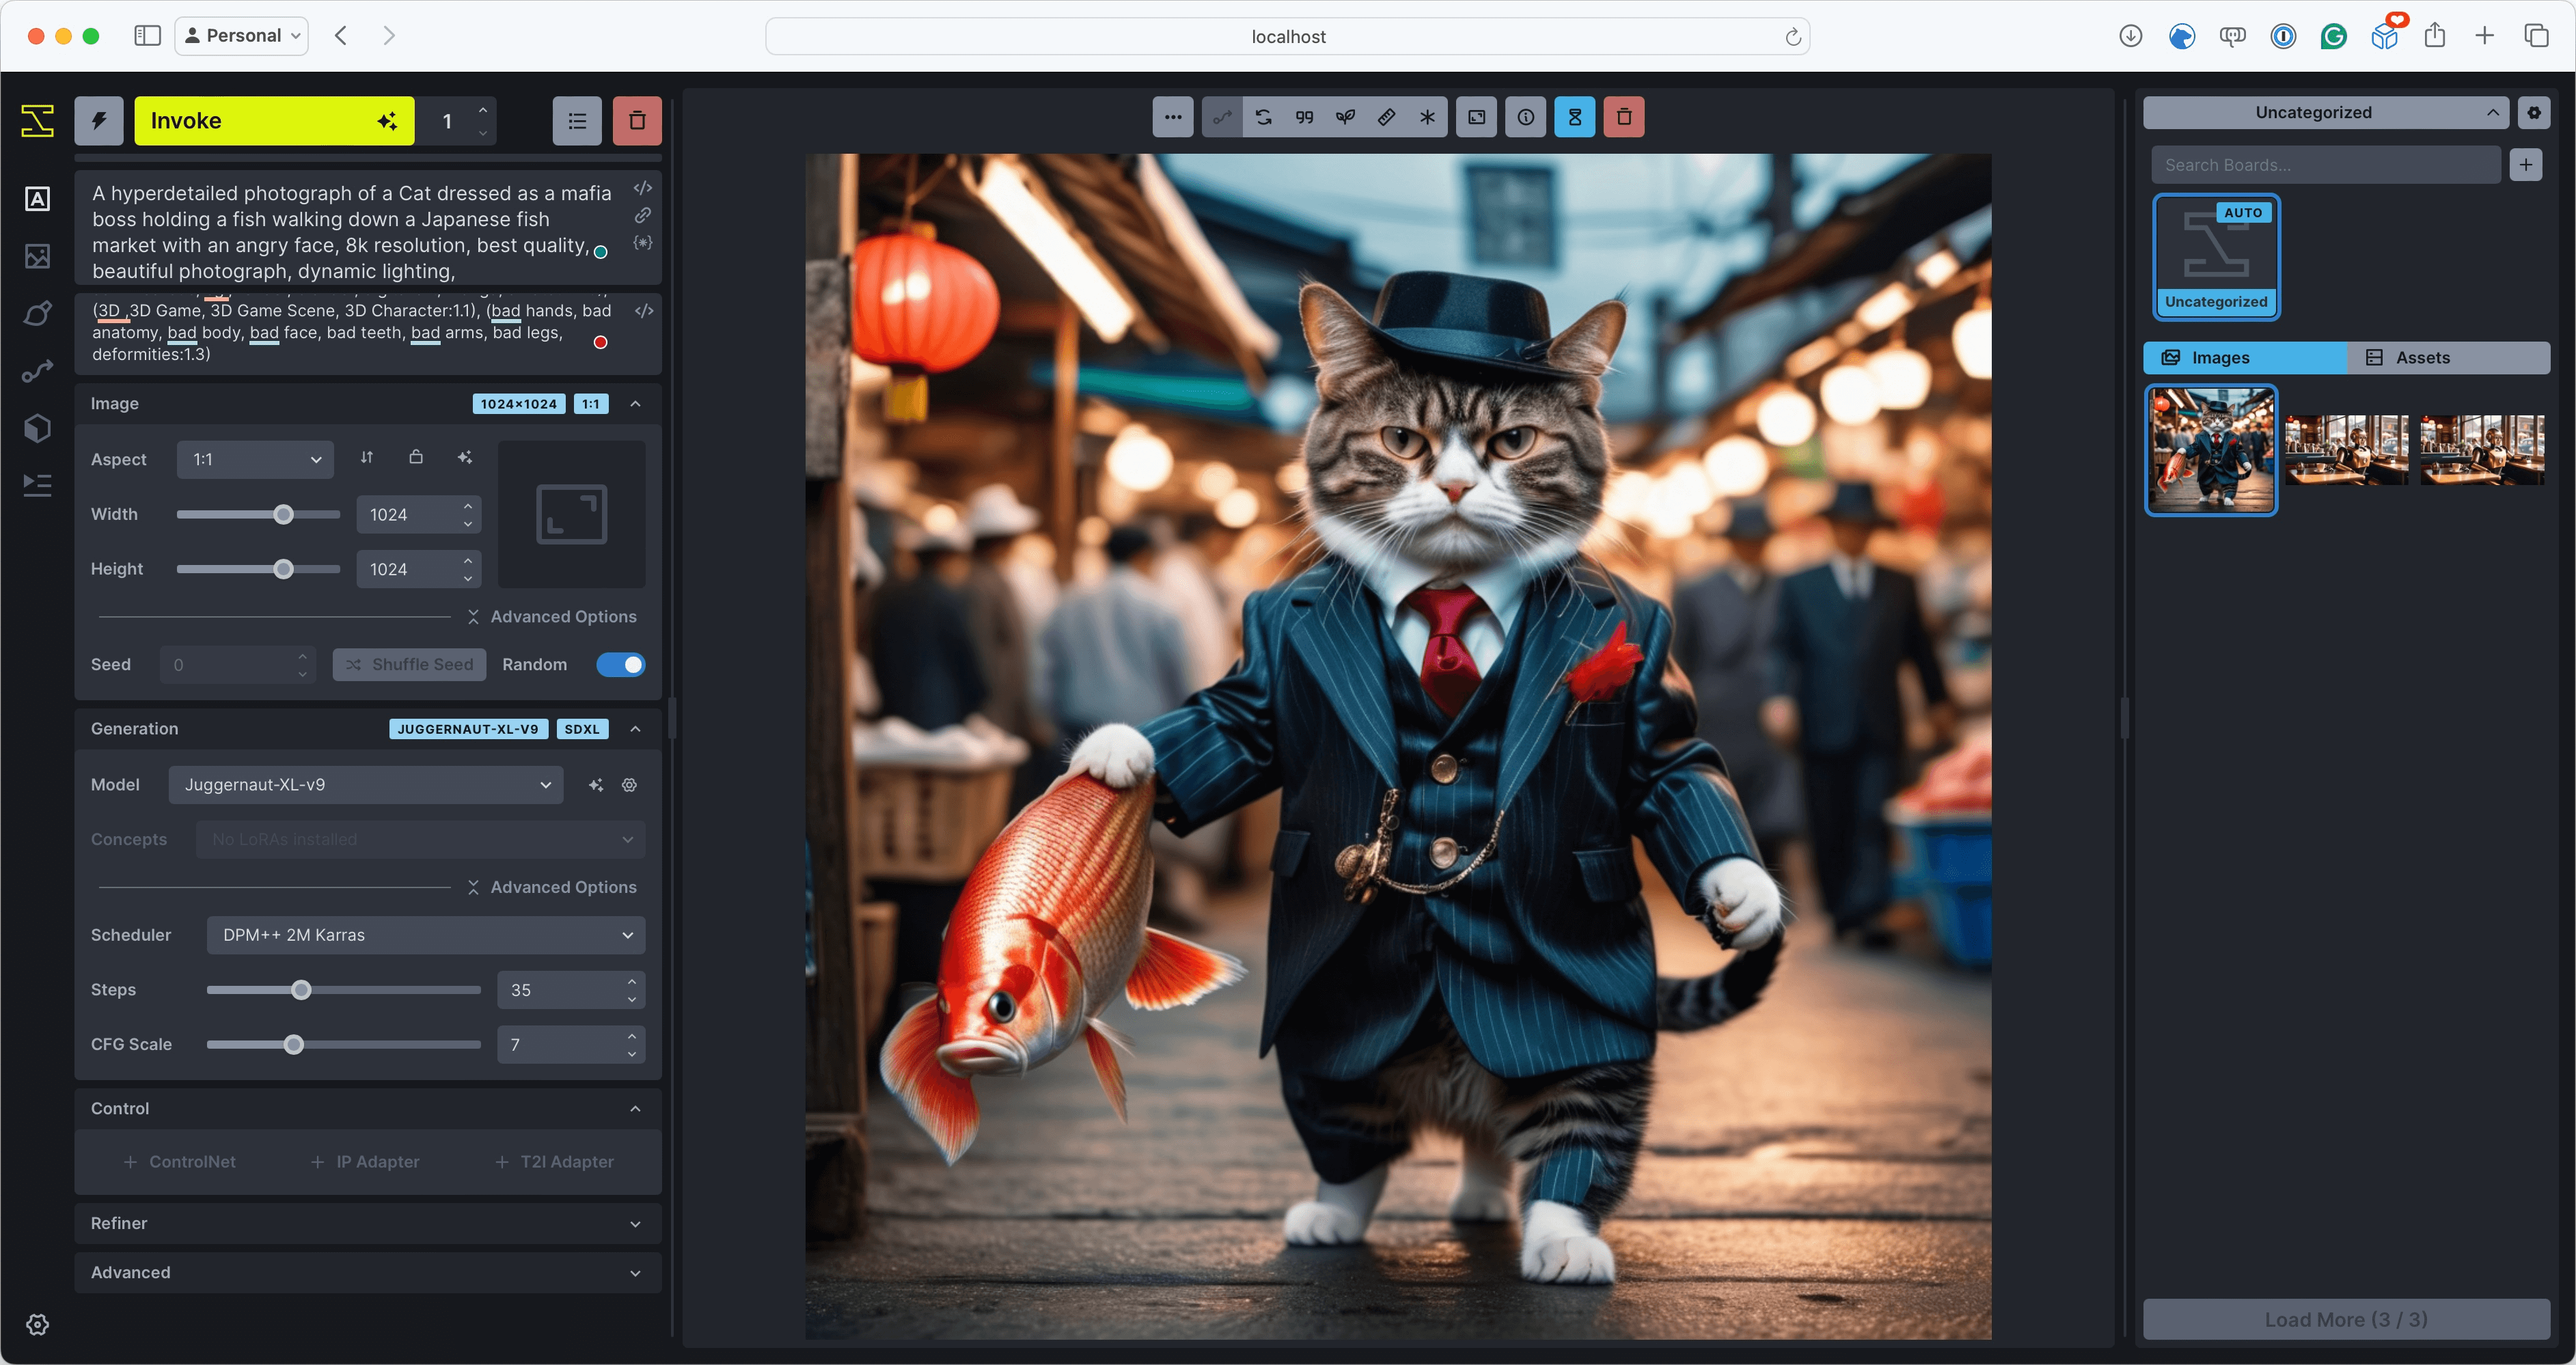 Personal
localhost
Invoke
1
A hyperdetailed photograph of a Cat dressed as a mafia
boss holding a fish walking down a Japanese fish
market with an angry face, 8k resolution, best quality,
beautiful photograph, dynamic lighting,
(3D ,3D Game, 3D Game Scene, 3D Character:1.1), (bad hands, bad
anatomy, bad body, bad face, bad teeth, bad arms, bad legs,
deformities:1.3)
Image
1024×1024
1:1
Aspect
1:1
Width
1024
Height
1024
Advanced Options
Seed
0
Shuffle Seed
Random
Generation
JUGGERNAUT-XL-V9
SDXL
Model
Juggernaut-XL-v9
Concepts
No LoRAs installed
Advanced Options
Scheduler
DPM++ 2M Karras
Steps
35
CFG Scale
7
Control
ControlNet
IP Adapter
T2I Adapter
Refiner
Advanced
Uncategorized
Search Boards...
AUTO
Uncategorized
Images
Assets
Load More (3 / 3)